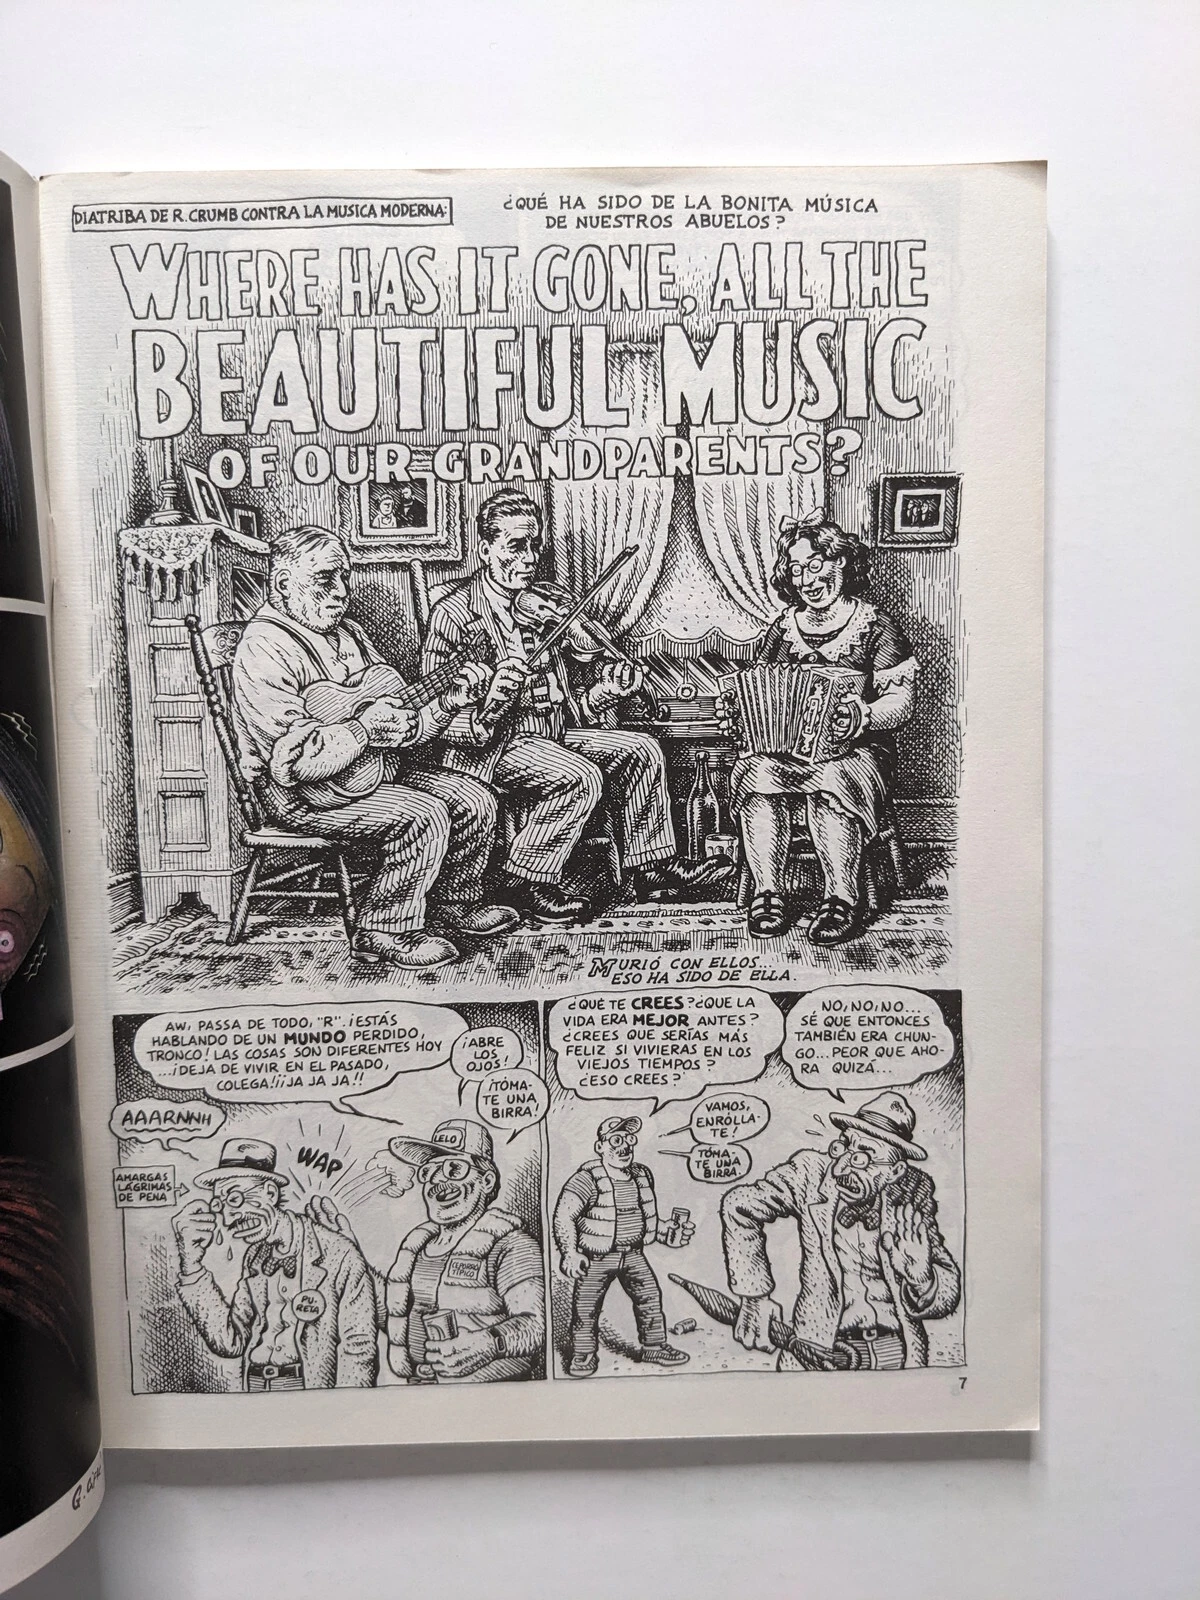 DIATRIBA DE R. CRUMB CONTRA LA MUSICA MODERNA:
¿QUÉ HA SIDO DE LA BONITA MÚSICA
DE NUESTROS ABUELOS?
WHERE HAS IT GONE, ALL THE
BEAUTIFUL MUSIC
OF OUR GRANDPARENTS?
MURIÓ CON ELLOS...
ESO HA SIDO DE ELLA.
AW, PASSA DE TODO, "R". ¡ESTÁS
HABLANDO DE UN MUNDO PERDIDO,
TRONCO! LAS COSAS SON DIFERENTES HOY
...¡DEJA DE VIVIR EN EL PASADO,
COLEGA!¡¡JA JA JA!!
¡ABRE
LOS
OJOS!
¡TÓMA-
TE UNA
BIRRA!
AAARNNH
AMARGAS
LÁGRIMAS
DE PENA
WAP
LELO
PU-
RETA
CEPORRO
TÍPICO
¿QUÉ TE CREES? ¿QUE LA
VIDA ERA MEJOR ANTES?
¿CREES QUE SERÍAS MÁS
FELIZ SI VIVIERAS EN LOS
VIEJOS TIEMPOS?
¿ESO CREES?
NO, NO, NO...
SÉ QUE ENTONCES
TAMBIÉN ERA CHUN-
GO... PEOR QUE AHO-
RA QUIZÁ...
VAMOS,
ENRÓLLA-
TE!
TÓMA-
TE UNA
BIRRA.
7